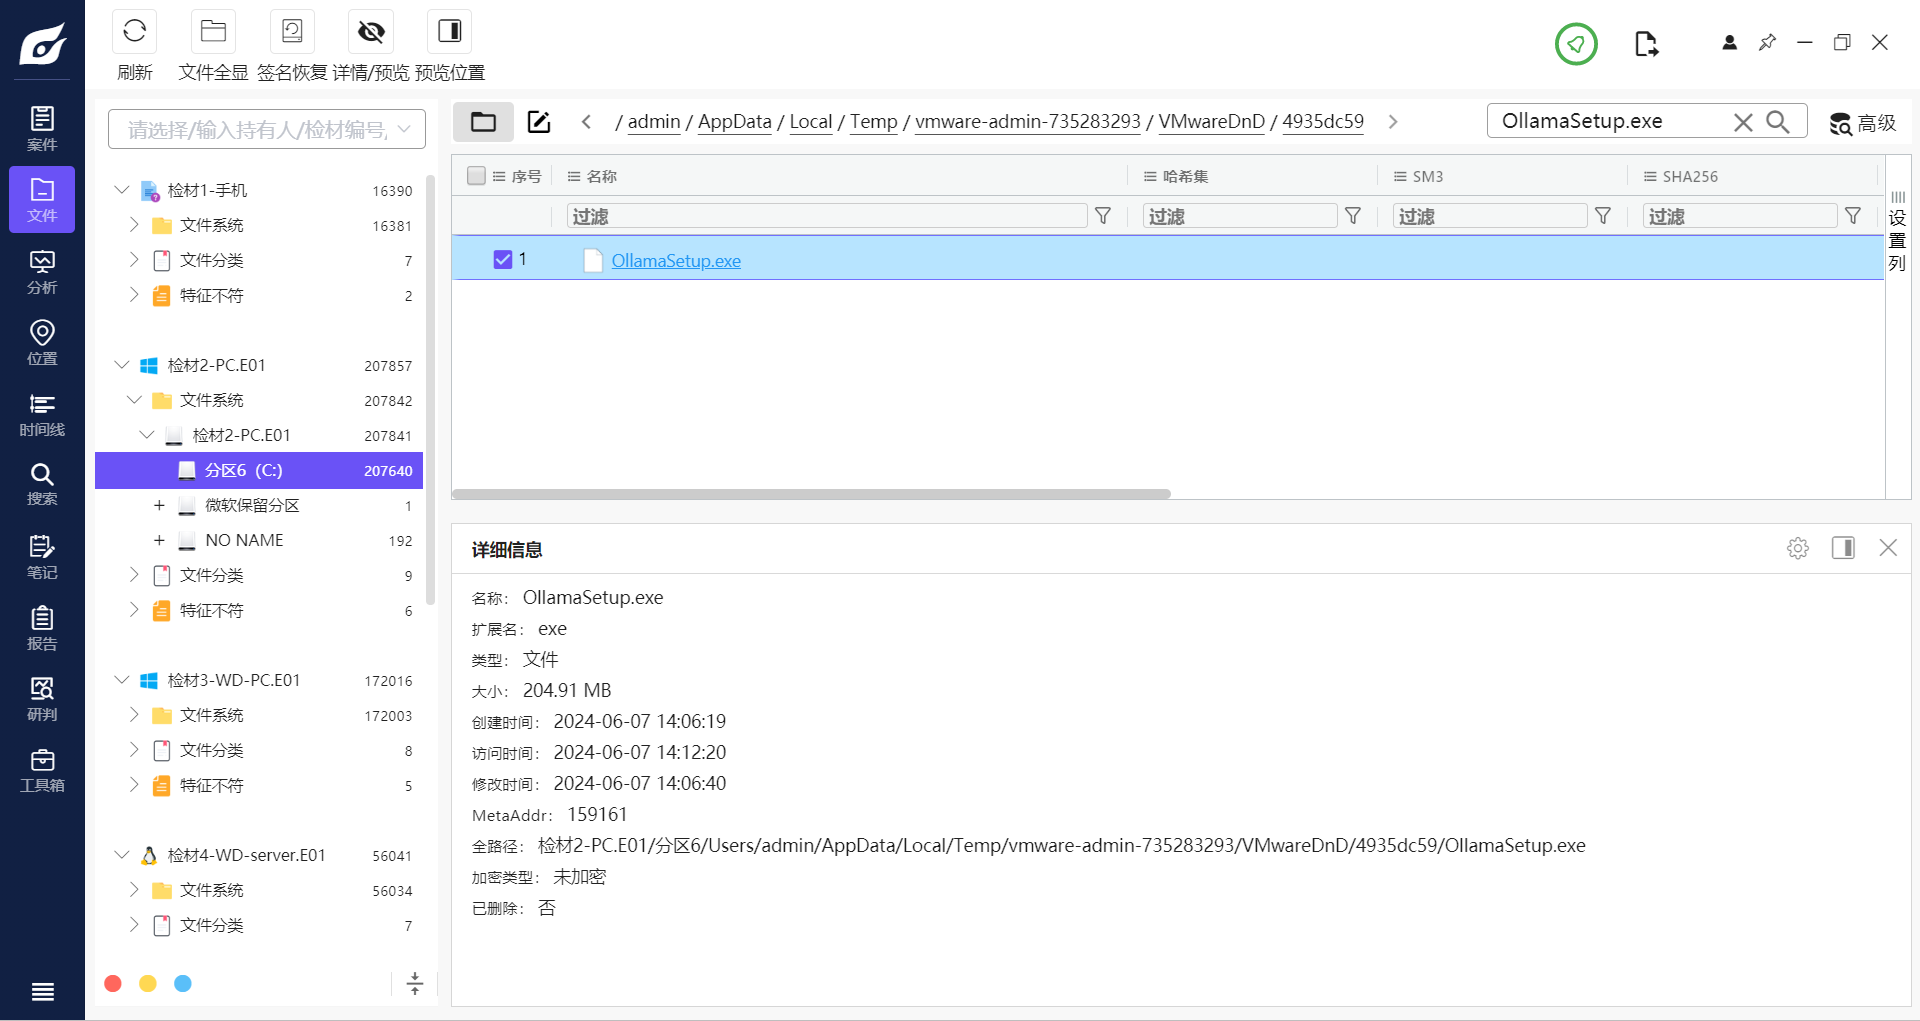 刷新
文件全显
签名恢复
详情/预览
预览位置
案件
文件
分析
位置
时间线
搜索
笔记
报告
研判
工具箱
请选择/输入持有人/检材编号,
检材1-手机 16390
文件系统 16381
文件分类 7
特征不符 2
检材2-PC.E01 207857
文件系统 207842
检材2-PC.E01 207841
分区6 (C:) 207640
微软保留分区 1
NO NAME 192
文件分类 9
特征不符 6
检材3-WD-PC.E01 172016
文件系统 172003
文件分类 8
特征不符 5
检材4-WD-server.E01 56041
文件系统 56034
文件分类 7
/ admin / AppData / Local / Temp / vmware-admin-735283293 / VMwareDnD / 4935dc59
OllamaSetup.exe
高级
序号 名称 哈希集 SM3 SHA256
过滤 过滤 过滤 过滤
1 OllamaSetup.exe
设置列
详细信息
名称: OllamaSetup.exe
扩展名: exe
类型: 文件
大小: 204.91 MB
创建时间: 2024-06-07 14:06:19
访问时间: 2024-06-07 14:12:20
修改时间: 2024-06-07 14:06:40
MetaAddr: 159161
全路径: 检材2-PC.E01/分区6/Users/admin/AppData/Local/Temp/vmware-admin-735283293/VMwareDnD/4935dc59/OllamaSetup.exe
加密类型: 未加密
已删除: 否